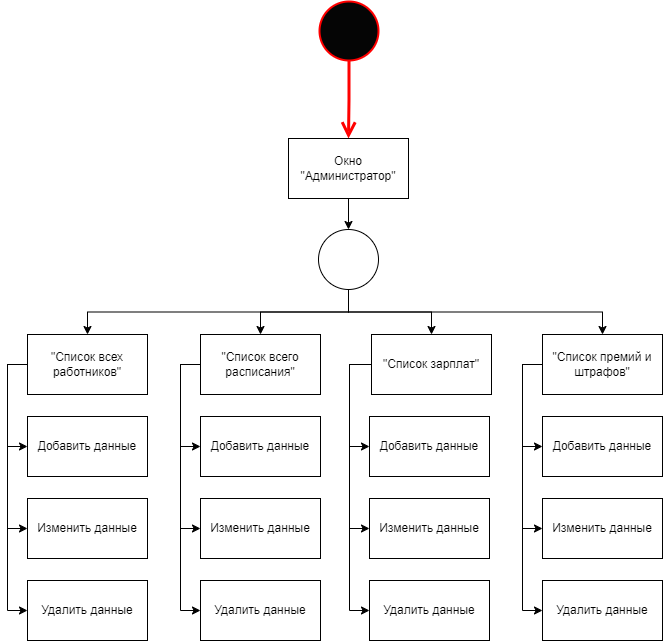 Окно
"Администратор"
"Список всех
работников"
"Список всего
расписания"
"Список зарплат"
"Список премий и
штрафов"
Добавить данные
Добавить данные
Добавить данные
Добавить данные
Изменить данные
Изменить данные
Изменить данные
Изменить данные
Удалить данные
Удалить данные
Удалить данные
Удалить данные